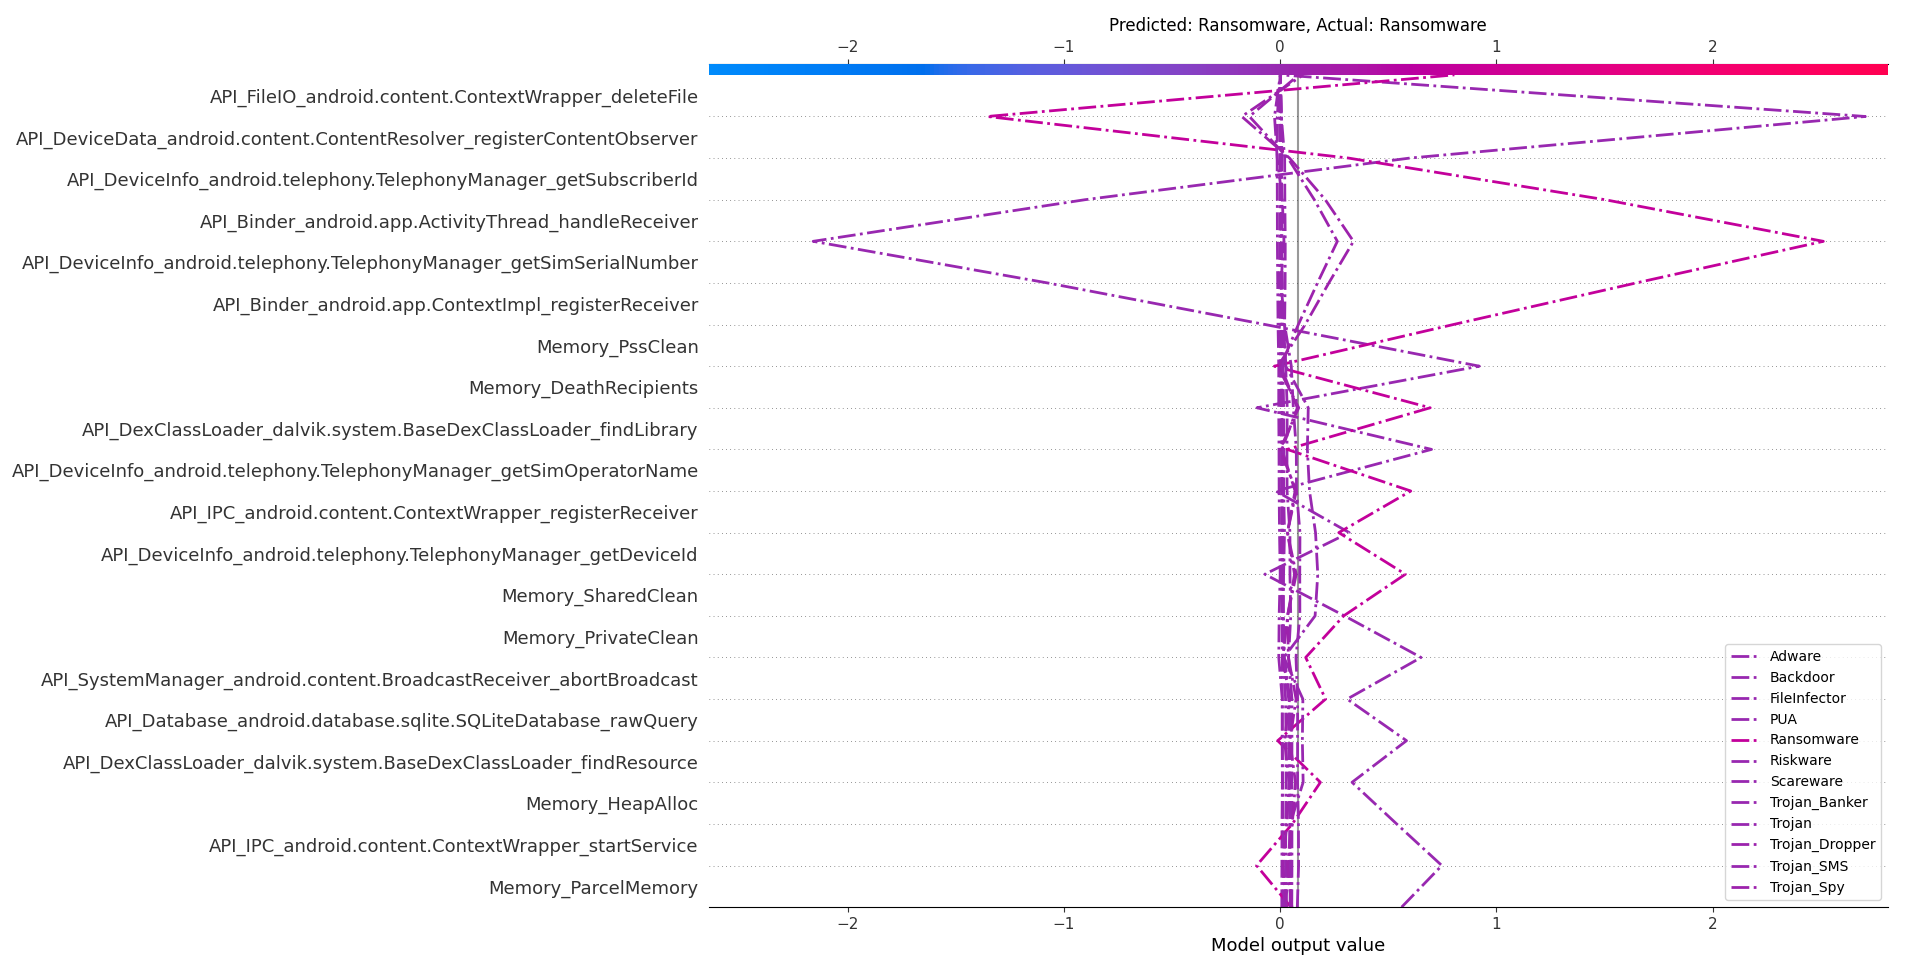 Predicted: Ransomware, Actual: Ransomware
−2 −1 0 1 2
API_FileIO_android.content.ContextWrapper_deleteFile
API_DeviceData_android.content.ContentResolver_registerContentObserver
API_DeviceInfo_android.telephony.TelephonyManager_getSubscriberId
API_Binder_android.app.ActivityThread_handleReceiver
API_DeviceInfo_android.telephony.TelephonyManager_getSimSerialNumber
API_Binder_android.app.ContextImpl_registerReceiver
Memory_PssClean
Memory_DeathRecipients
API_DexClassLoader_dalvik.system.BaseDexClassLoader_findLibrary
API_DeviceInfo_android.telephony.TelephonyManager_getSimOperatorName
API_IPC_android.content.ContextWrapper_registerReceiver
API_DeviceInfo_android.telephony.TelephonyManager_getDeviceId
Memory_SharedClean
Memory_PrivateClean
API_SystemManager_android.content.BroadcastReceiver_abortBroadcast
API_Database_android.database.sqlite.SQLiteDatabase_rawQuery
API_DexClassLoader_dalvik.system.BaseDexClassLoader_findResource
Memory_HeapAlloc
API_IPC_android.content.ContextWrapper_startService
Memory_ParcelMemory
Adware
Backdoor
FileInfector
PUA
Ransomware
Riskware
Scareware
Trojan_Banker
Trojan
Trojan_Dropper
Trojan_SMS
Trojan_Spy
−2 −1 0 1 2
Model output value